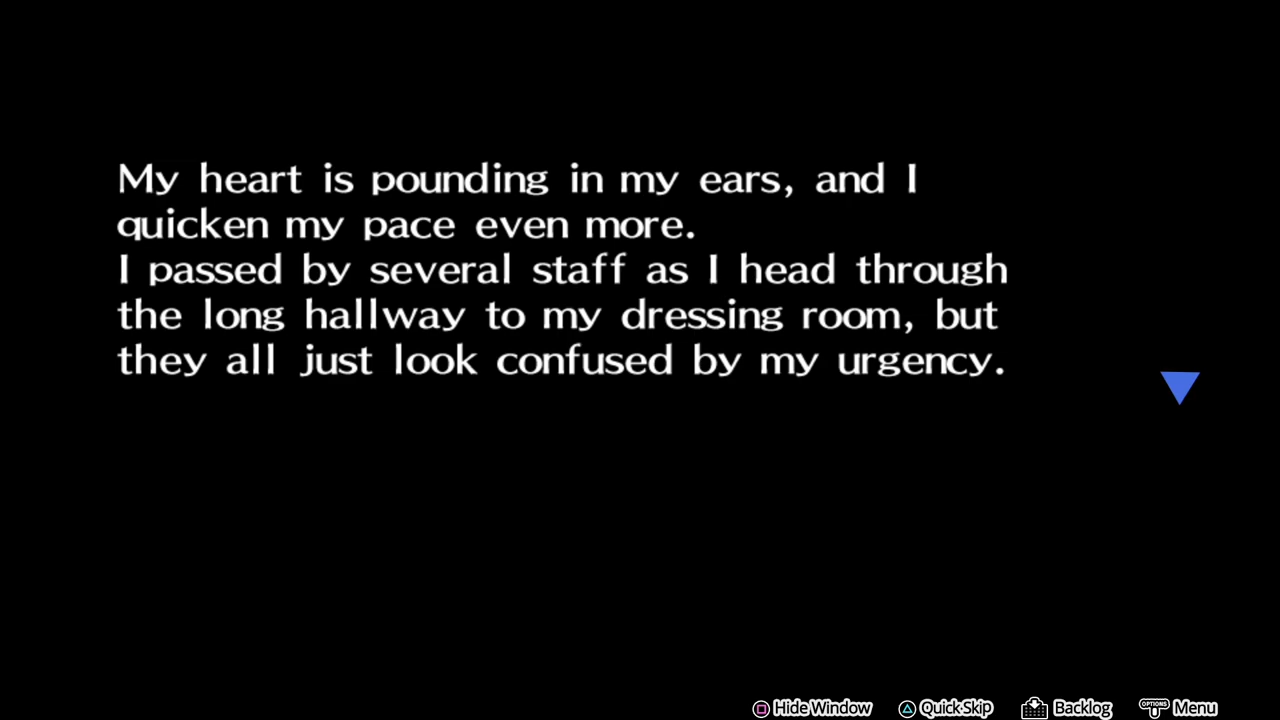 My heart is pounding in my ears, and I
quicken my pace even more.
I passed by several staff as I head through
the long hallway to my dressing room, but
they all just look confused by my urgency.
Hide Window Quick Skip Backlog OPTIONS Menu